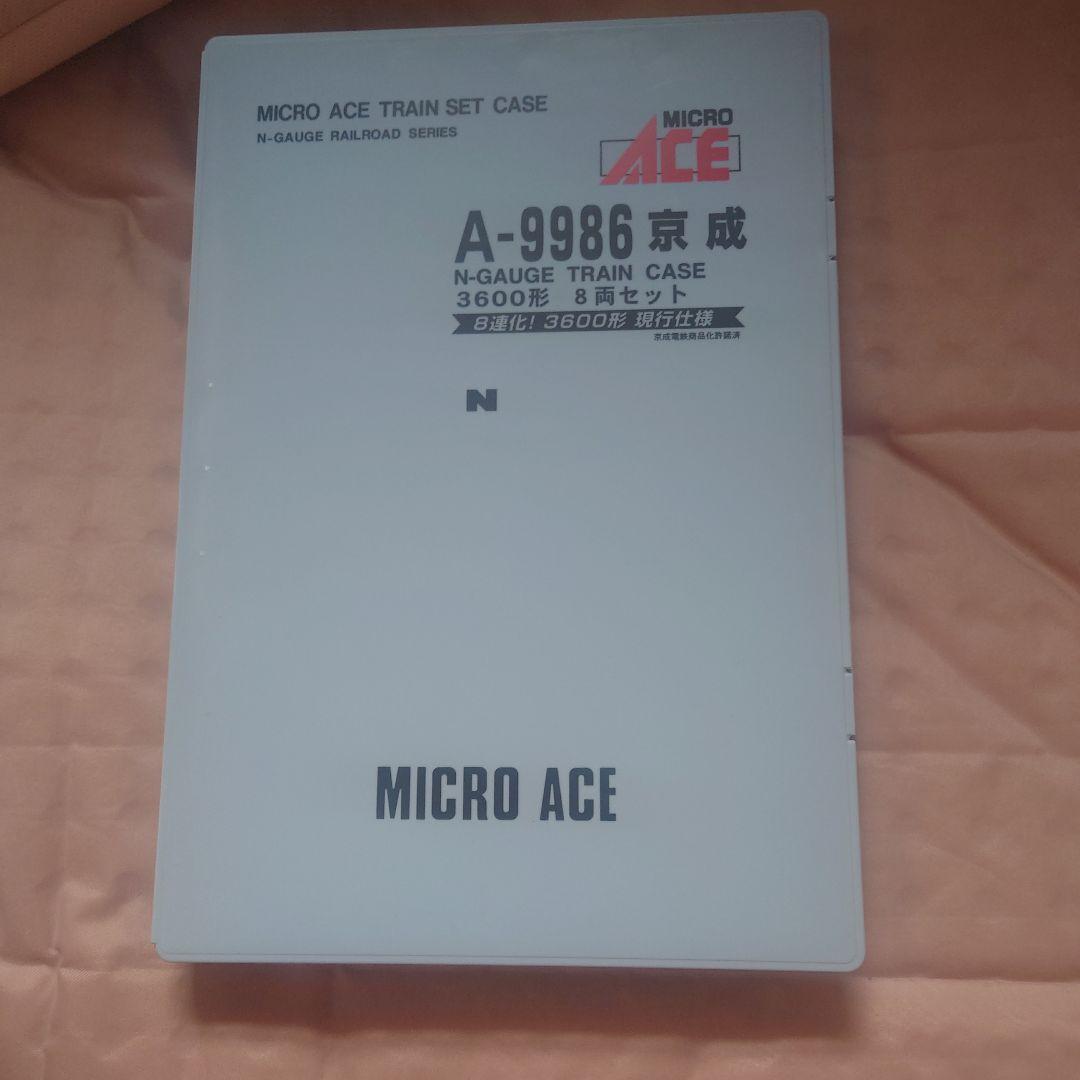 MICRO ACE TRAIN SET CASE
N-GAUGE RAILROAD SERIES
MICRO
ACE
A-9986 京成
N-GAUGE TRAIN CASE
3600形 8両セット
8連化! 3600形 現行仕様
京成電鉄商品化許諾済
N
MICRO ACE